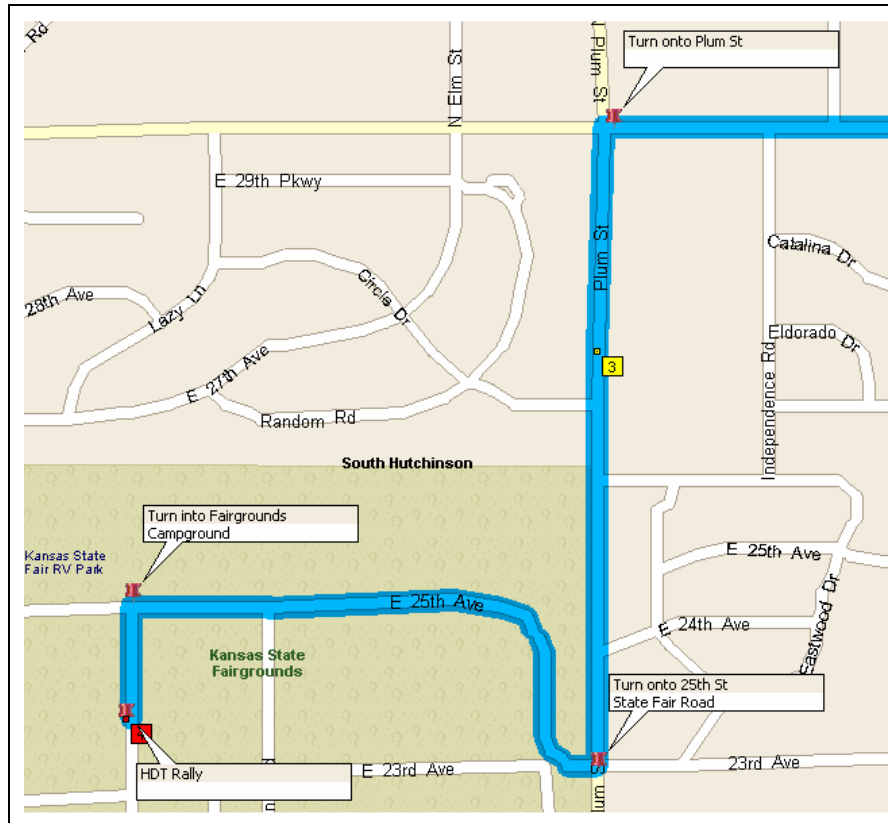 Rd
N Elm St
N Plum St
Turn onto Plum St
E 29th Pkwy
Plum St
Catalina Dr
28th Ave
Lazy Ln
Circle Dr
Eldorado Dr
3
E 27th Ave
Independence Rd
Random Rd
South Hutchinson
Turn into Fairgrounds
Campground
Kansas State
Fair RV Park
E 25th Ave
E 25th Ave
E 24th Ave
Eastwood Dr
Kansas State
Fairgrounds
Turn onto 25th St
State Fair Road
HDT Rally
E 23rd Ave
23rd Ave
lum S